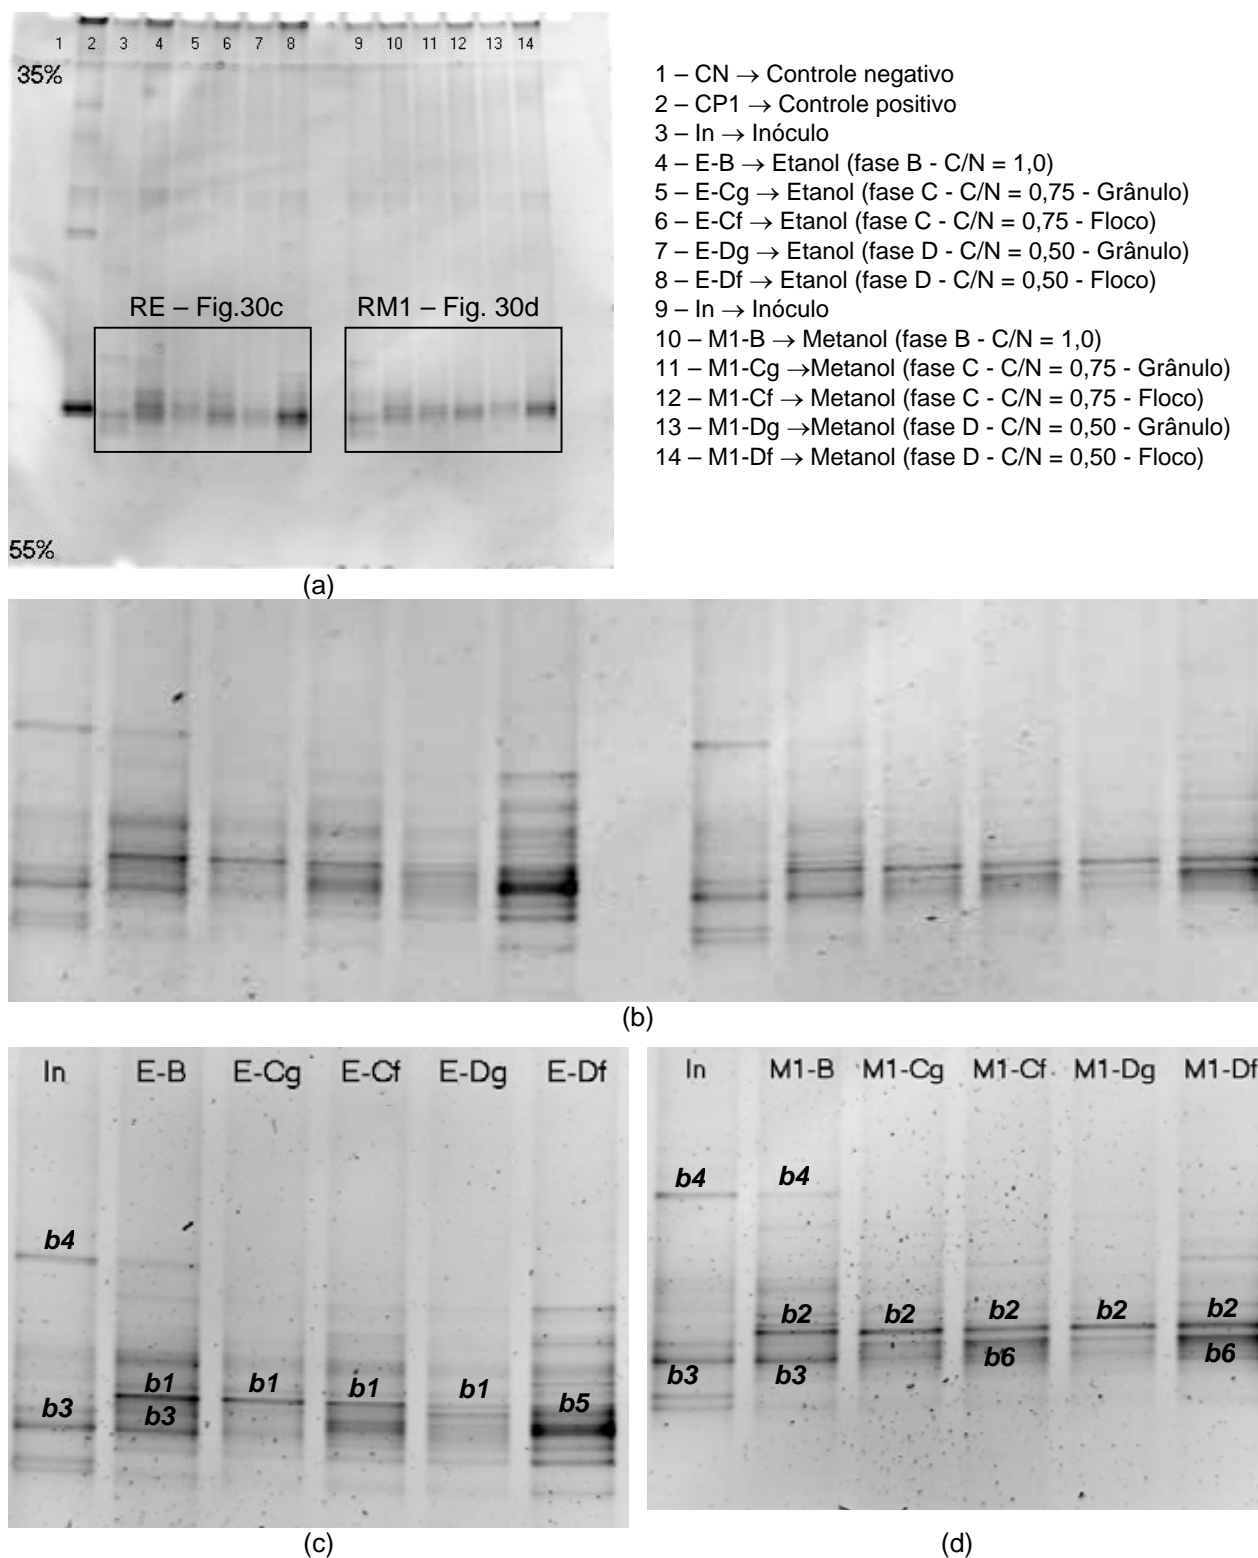 1 2 3 4 5 6 7 8 9 10 11 12 13 14
35%
RE – Fig.30c RM1 – Fig. 30d
55%
(a)
1 – CN → Controle negativo
2 – CP1 → Controle positivo
3 – In → Inóculo
4 – E-B → Etanol (fase B - C/N = 1,0)
5 – E-Cg → Etanol (fase C - C/N = 0,75 - Grânulo)
6 – E-Cf → Etanol (fase C - C/N = 0,75 - Floco)
7 – E-Dg → Etanol (fase D - C/N = 0,50 - Grânulo)
8 – E-Df → Etanol (fase D - C/N = 0,50 - Floco)
9 – In → Inóculo
10 – M1-B → Metanol (fase B - C/N = 1,0)
11 – M1-Cg →Metanol (fase C - C/N = 0,75 - Grânulo)
12 – M1-Cf → Metanol (fase C - C/N = 0,75 - Floco)
13 – M1-Dg →Metanol (fase D - C/N = 0,50 - Grânulo)
14 – M1-Df → Metanol (fase D - C/N = 0,50 - Floco)
(b)
In E-B E-Cg E-Cf E-Dg E-Df
b4
b1 b1 b1 b1
b3 b3 b5
(c)
In M1-B M1-Cg M1-Cf M1-Dg M1-Df
b4 b4
b2 b2 b2 b2 b2
b6 b6
b3 b3
(d)